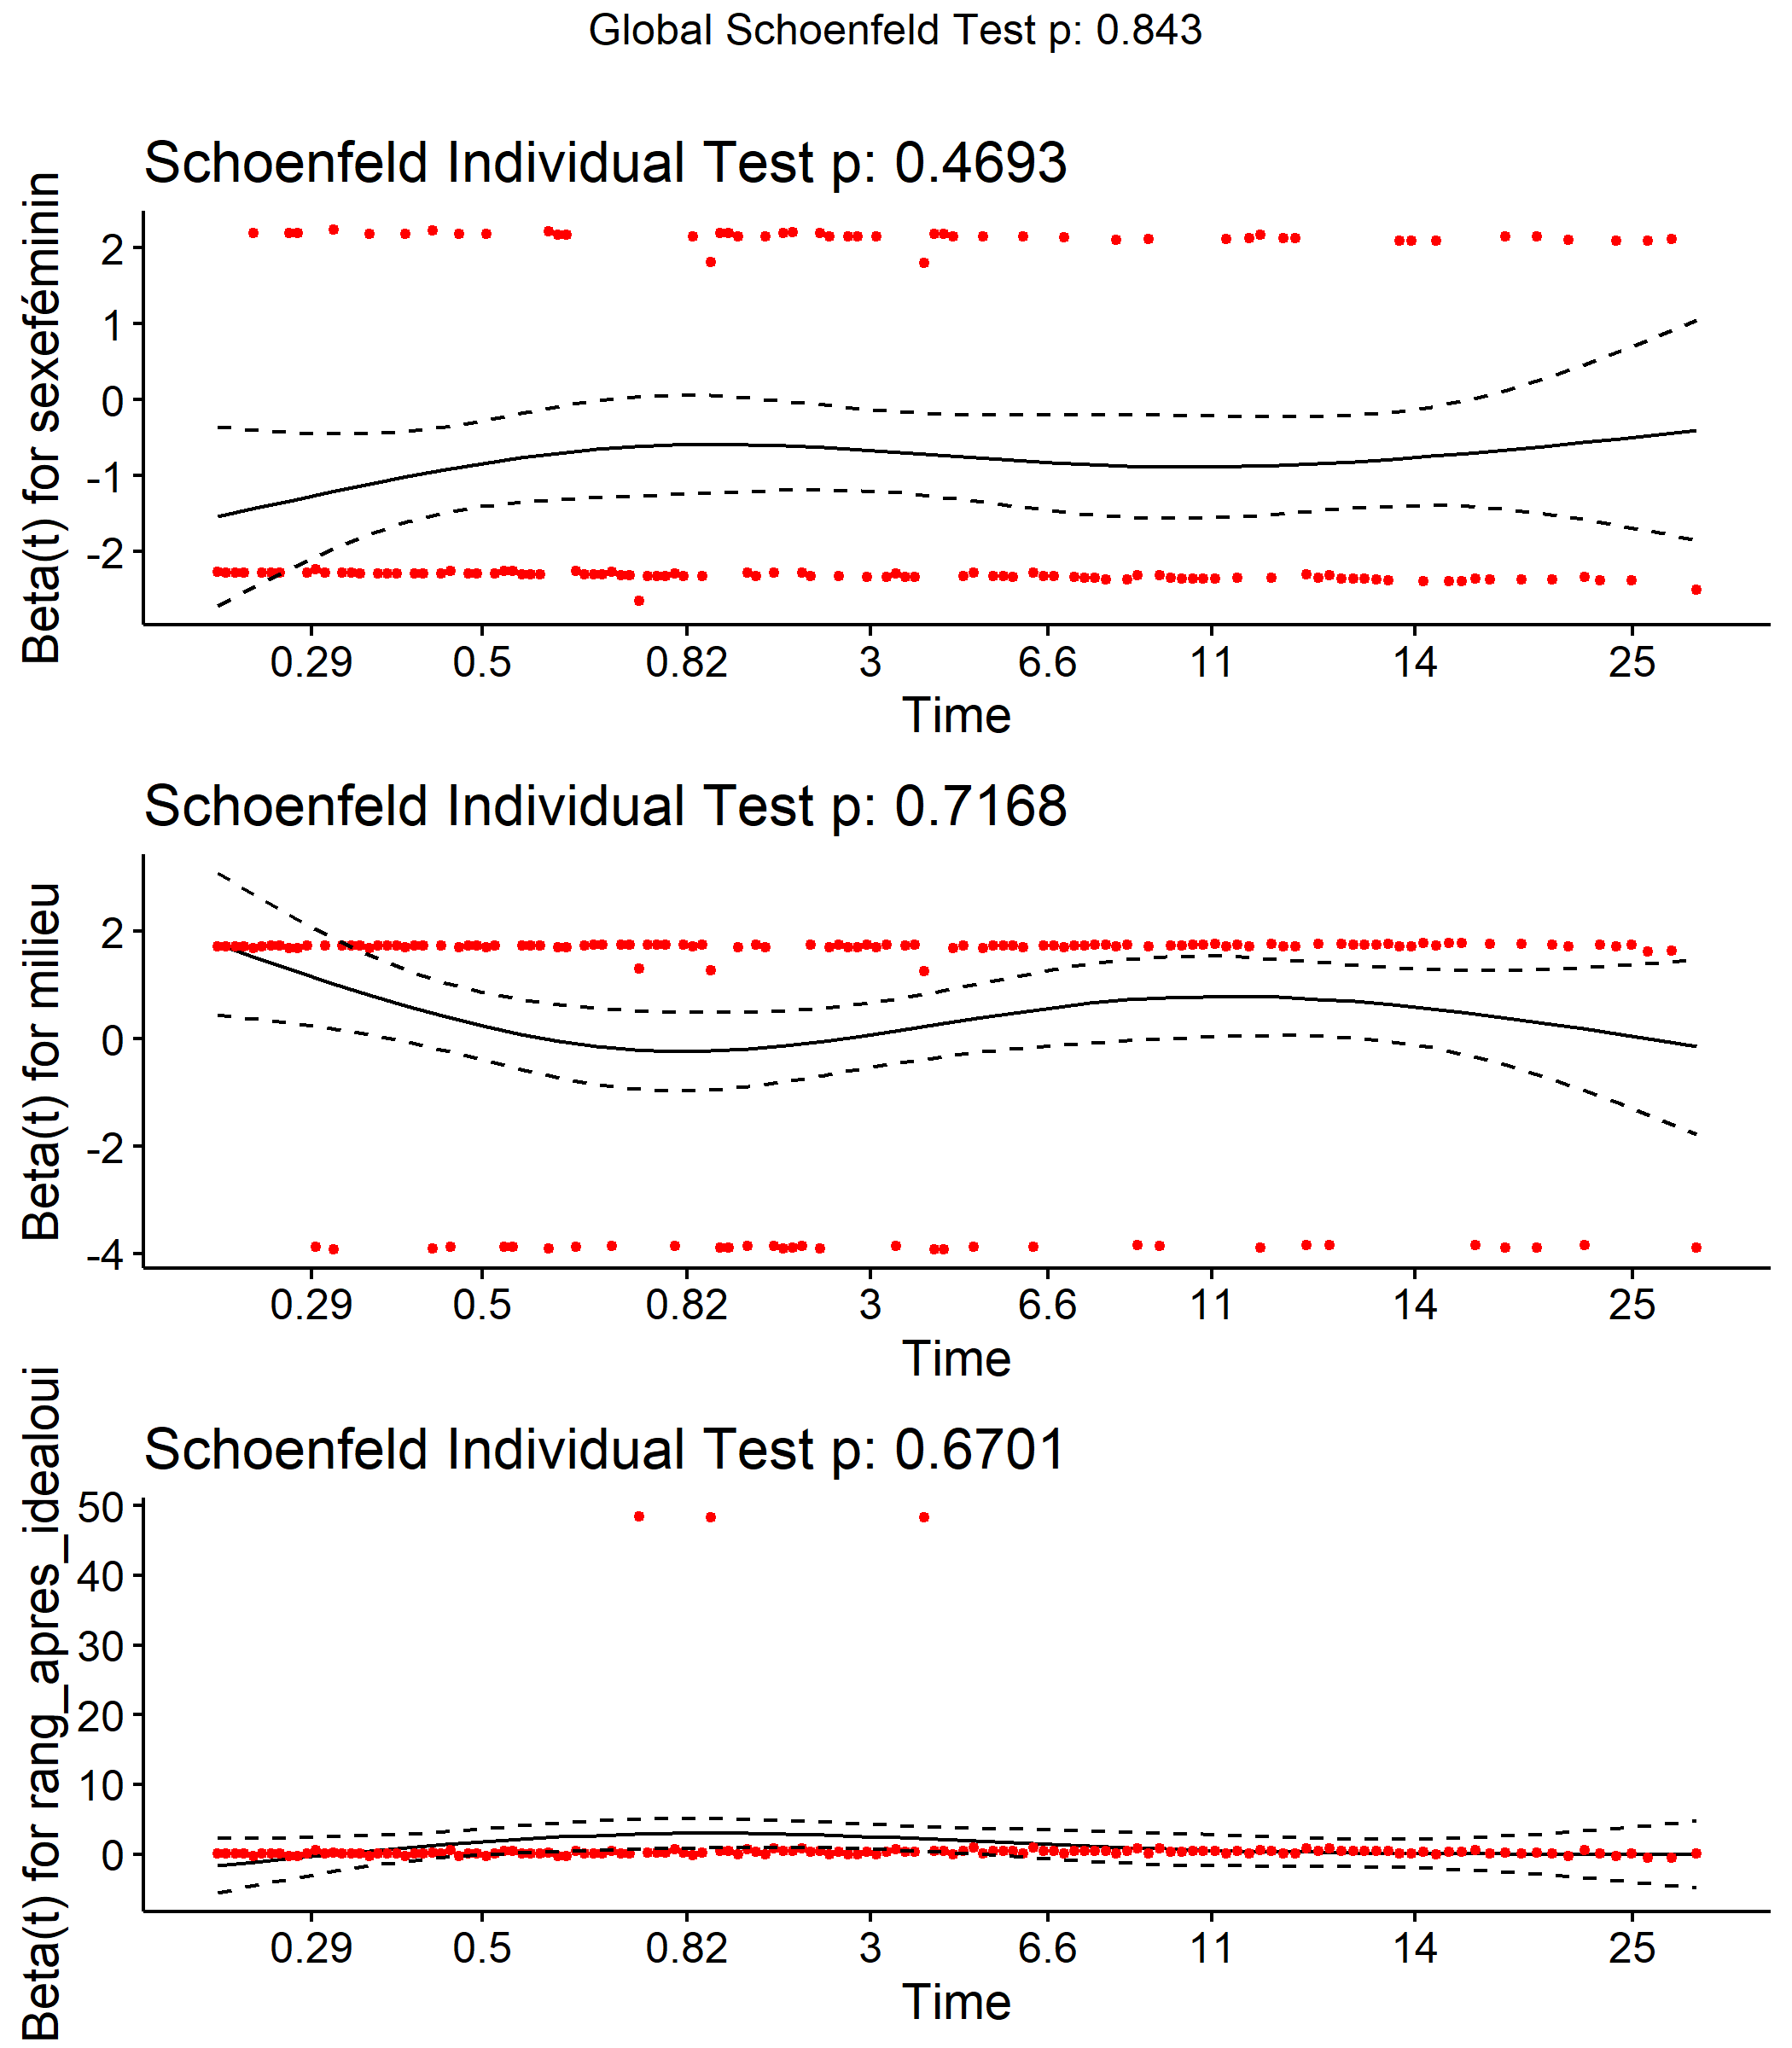 Global Schoenfeld Test p: 0.843
Schoenfeld Individual Test p: 0.4693
Beta(t) for sexeféminin
2
1
0
-1
-2
0.29 0.5 0.82 3 6.6 11 14 25
Time
Schoenfeld Individual Test p: 0.7168
Beta(t) for milieu
2
0
-2
-4
0.29 0.5 0.82 3 6.6 11 14 25
Time
Schoenfeld Individual Test p: 0.6701
Beta(t) for rang_apres_idealoui
50
40
30
20
10
0
0.29 0.5 0.82 3 6.6 11 14 25
Time